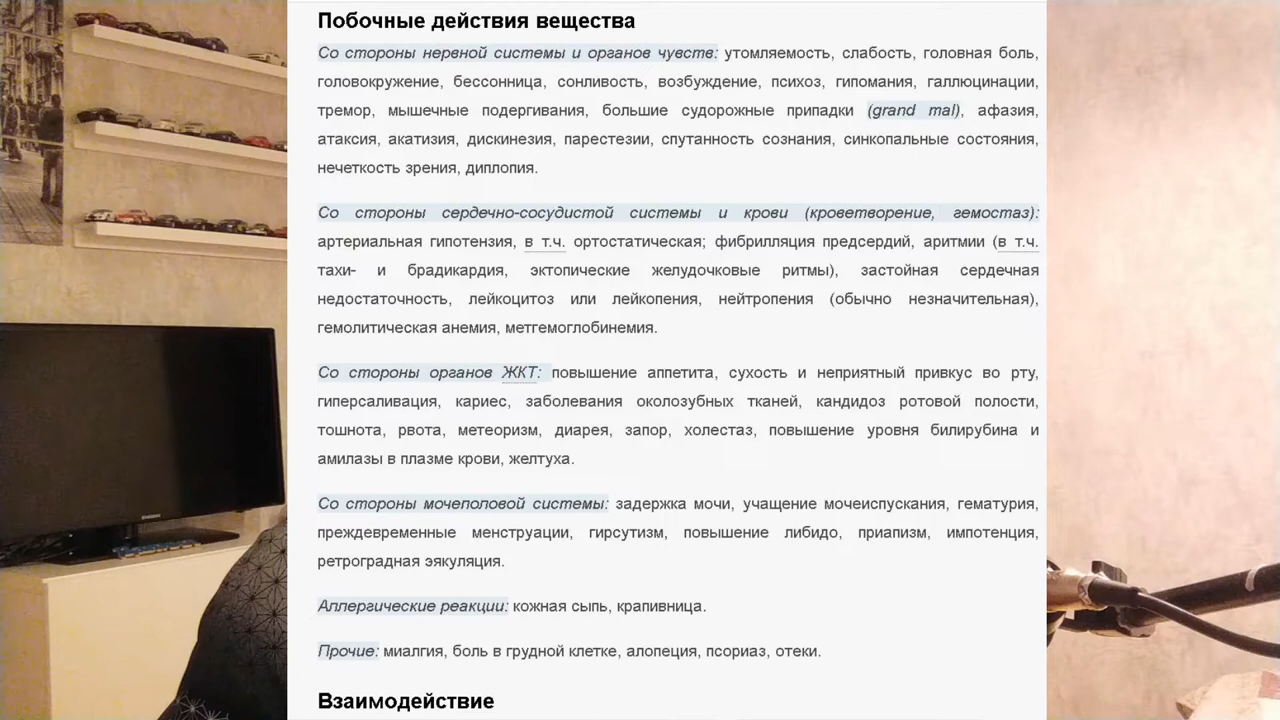 Побочные действия вещества
Со стороны нервной системы и органов чувств: утомляемость, слабость, головная боль,
головокружение, бессонница, сонливость, возбуждение, психоз, гипомания, галлюцинации,
тремор, мышечные подергивания, большие судорожные припадки (grand mal), афазия,
атаксия, акатизия, дискинезия, парестезии, спутанность сознания, синкопальные состояния,
нечеткость зрения, диплопия.
Со стороны сердечно-сосудистой системы и крови (кроветворение, гемостаз):
артериальная гипотензия, в т.ч. ортостатическая; фибрилляция предсердий, аритмии (в т.ч.
тахи- и брадикардия, эктопические желудочковые ритмы), застойная сердечная
недостаточность, лейкоцитоз или лейкопения, нейтропения (обычно незначительная),
гемолитическая анемия, метгемоглобинемия.
Со стороны органов ЖКТ: повышение аппетита, сухость и неприятный привкус во рту,
гиперсаливация, кариес, заболевания околозубных тканей, кандидоз ротовой полости,
тошнота, рвота, метеоризм, диарея, запор, холестаз, повышение уровня билирубина и
амилазы в плазме крови, желтуха.
Со стороны мочеполовой системы: задержка мочи, учащение мочеиспускания, гематурия,
преждевременные менструации, гирсутизм, повышение либидо, приапизм, импотенция,
ретроградная эякуляция.
Аллергические реакции: кожная сыпь, крапивница.
Прочие: миалгия, боль в грудной клетке, алопеция, псориаз, отеки.
Взаимодействие
SAMSUNG